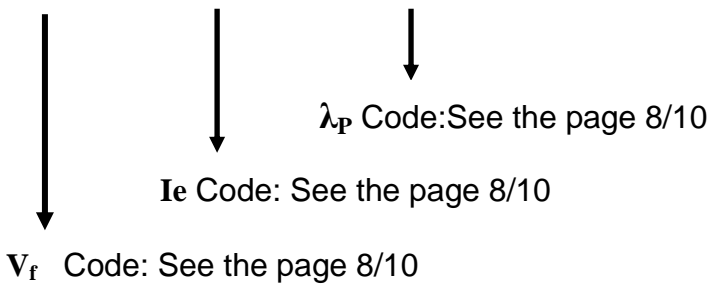 λP Code:See the page 8/10
Ie Code: See the page 8/10
Vf Code: See the page 8/10